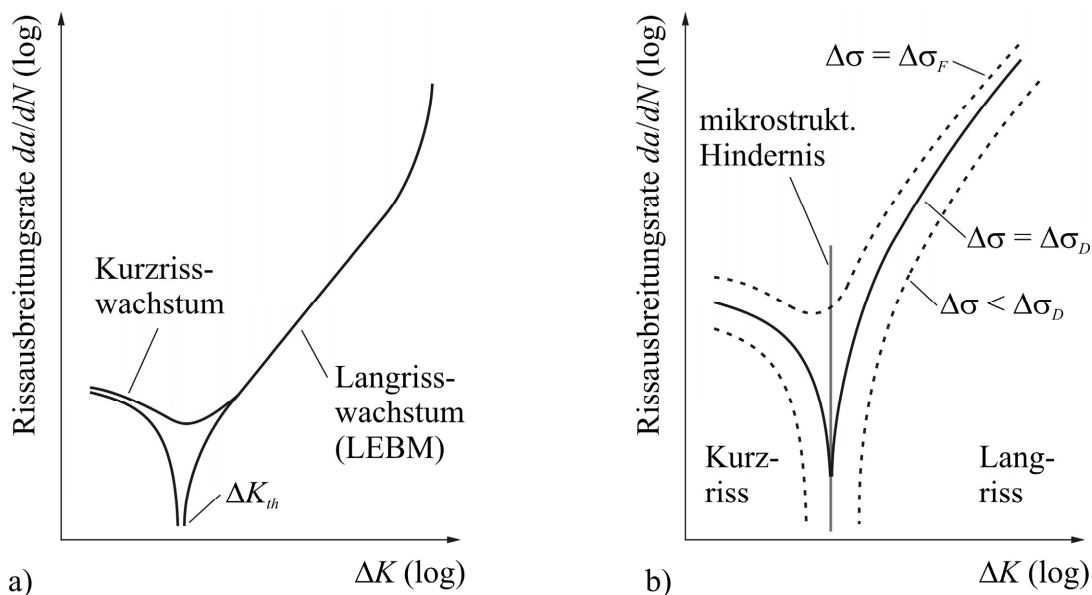 Rissausbreitungsrate da/dN (log)
Kurzriss-
wachstum
Langriss-
wachstum
(LEBM)
ΔK_th
ΔK (log)
a)
Rissausbreitungsrate da/dN (log)
Δσ = Δσ_F
mikrostrukt.
Hindernis
Δσ = Δσ_D
Δσ < Δσ_D
Kurz-
riss
Lang-
riss
ΔK (log)
b)